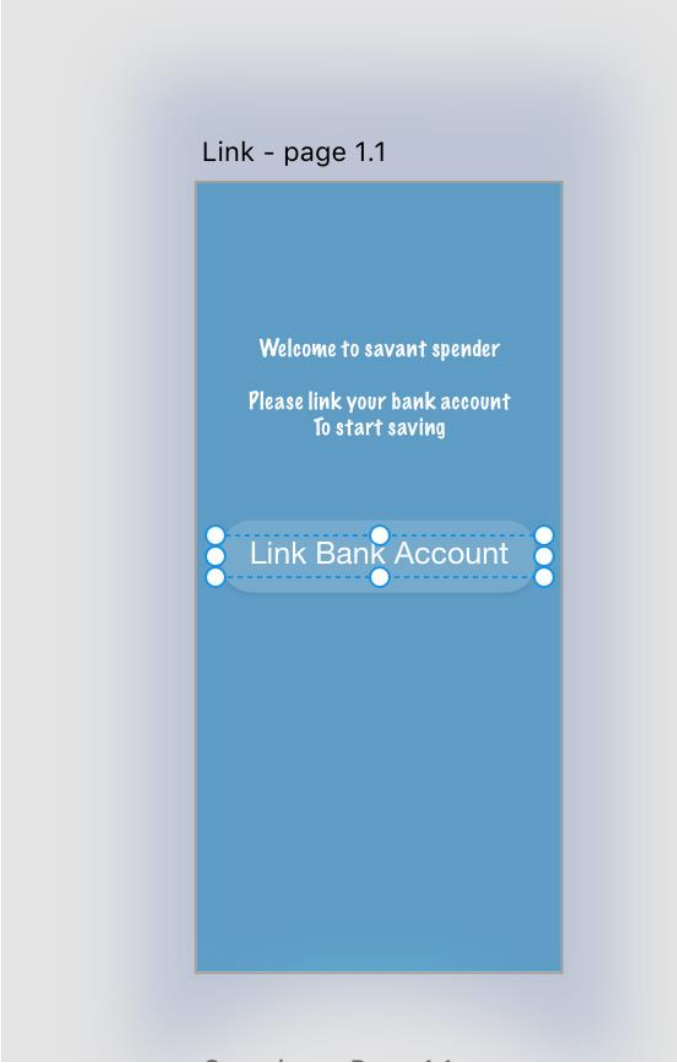 Link - page 1.1
Welcome to savant spender
Please link your bank account
To start saving
Link Bank Account